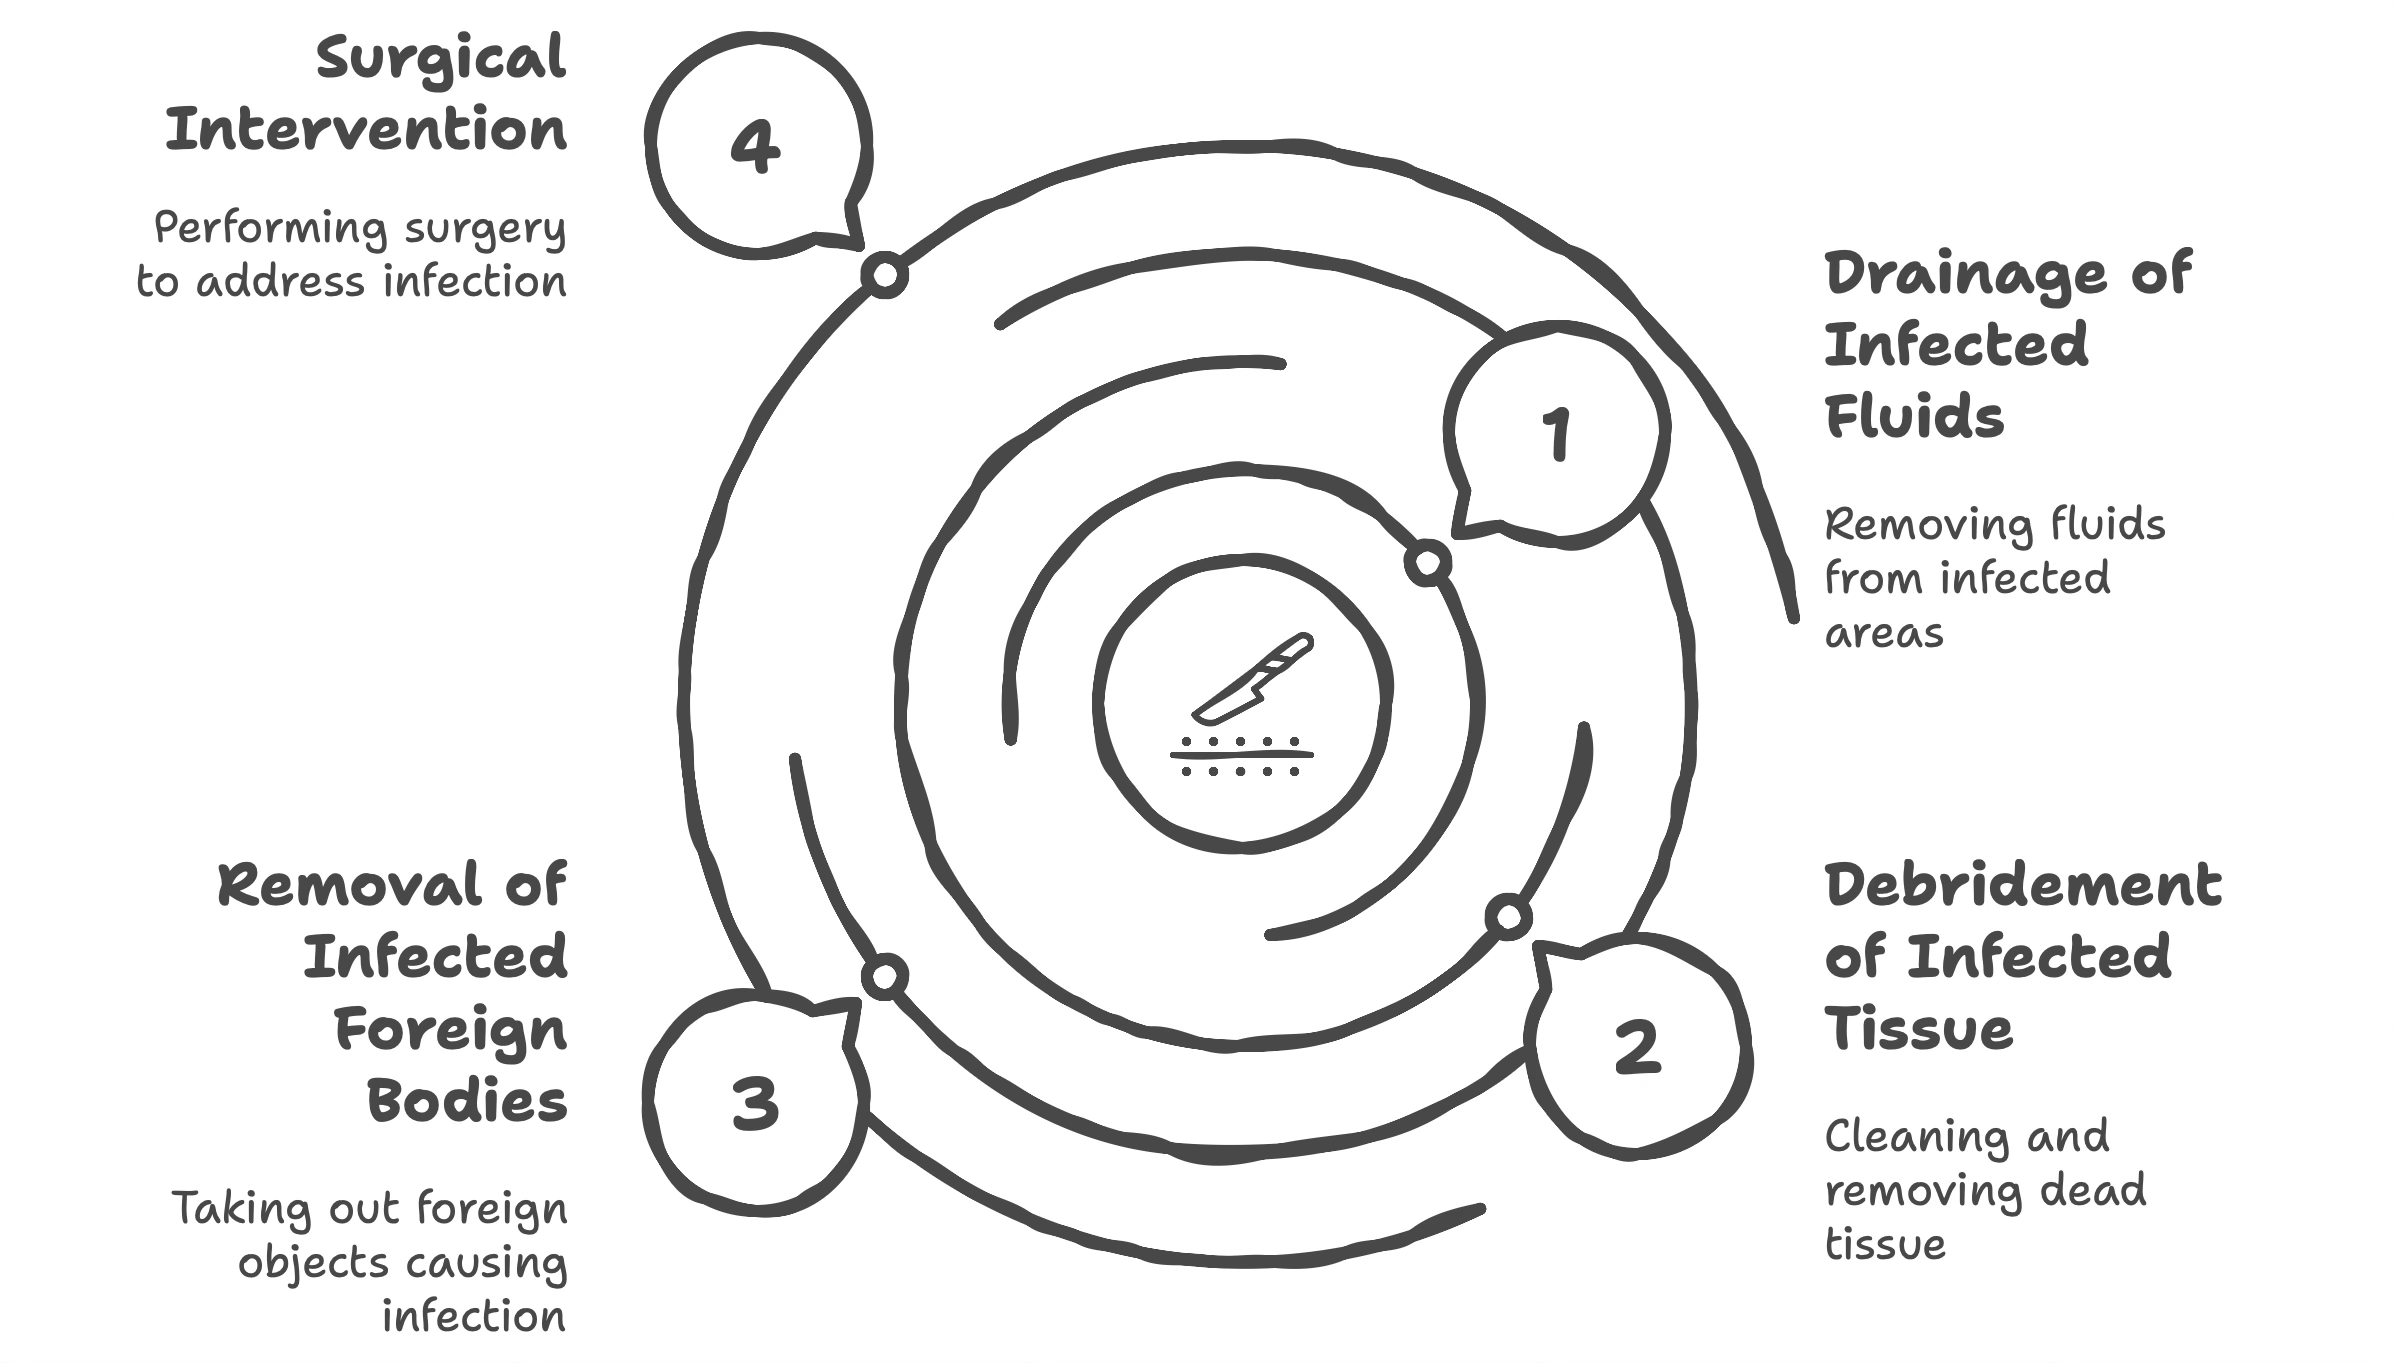 Surgical
Intervention
Performing surgery
to address infection
4
1
Drainage of
Infected
Fluids
Removing fluids
from infected
areas
Removal of
Infected
Foreign
Bodies
Taking out foreign
objects causing
infection
3
2
Debridement
of Infected
Tissue
Cleaning and
removing dead
tissue